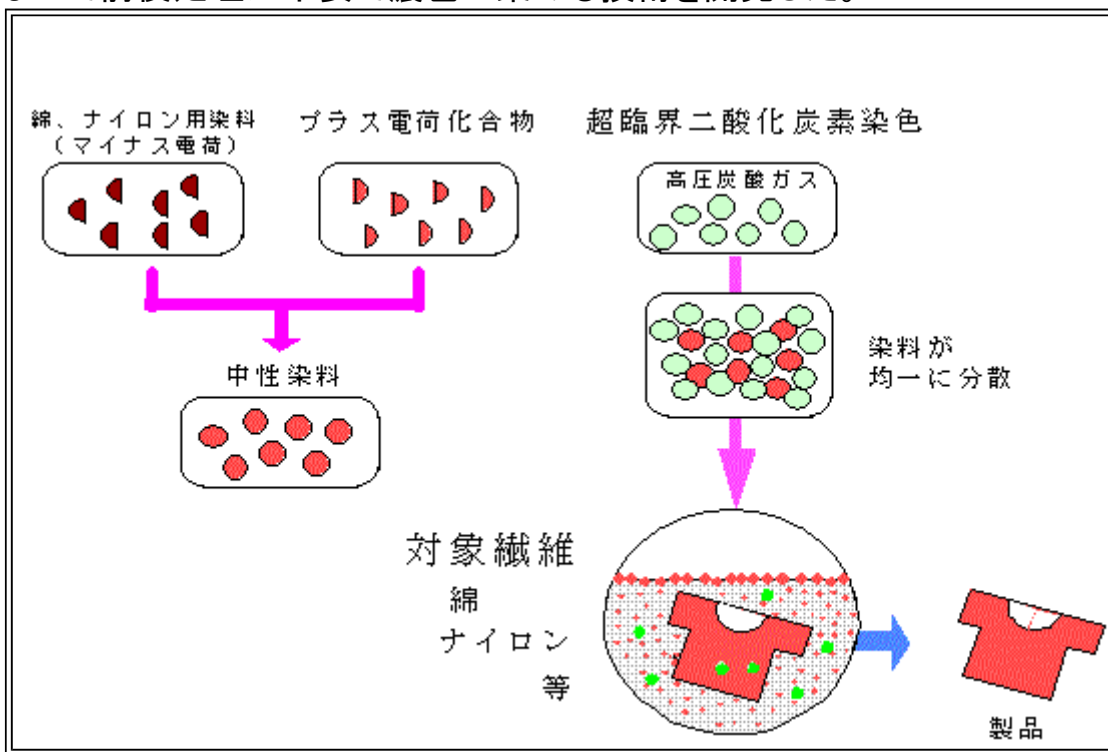 綿、ナイロン用染料
（マイナス電荷）
プラス電荷化合物
超臨界二酸化炭素染色
高圧炭酸ガス
中性染料
染料が
均一に分散
対象繊維
綿
ナイロン
等
製品